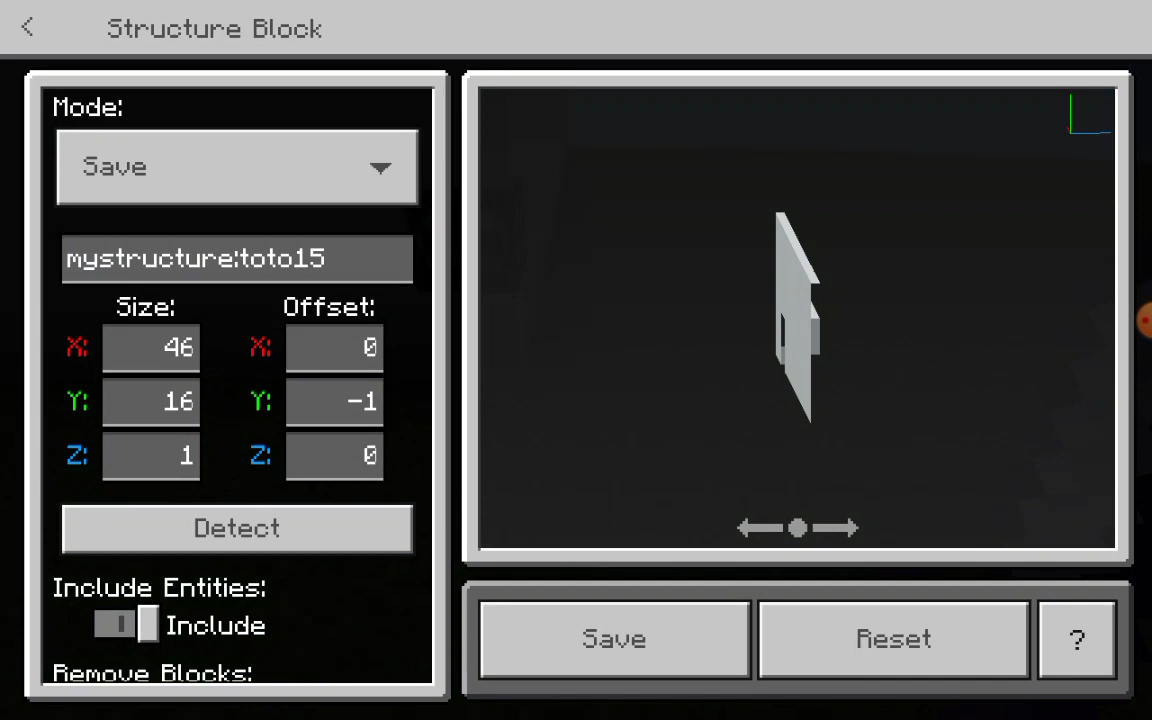 Structure Block
Mode:
Save
mystructure:toto15
Size: Offset:
X: 46 X: 0
Y: 16 Y: -1
Z: 1 Z: 0
Detect
Include Entities:
Include
Remove Blocks:
Save Reset ?